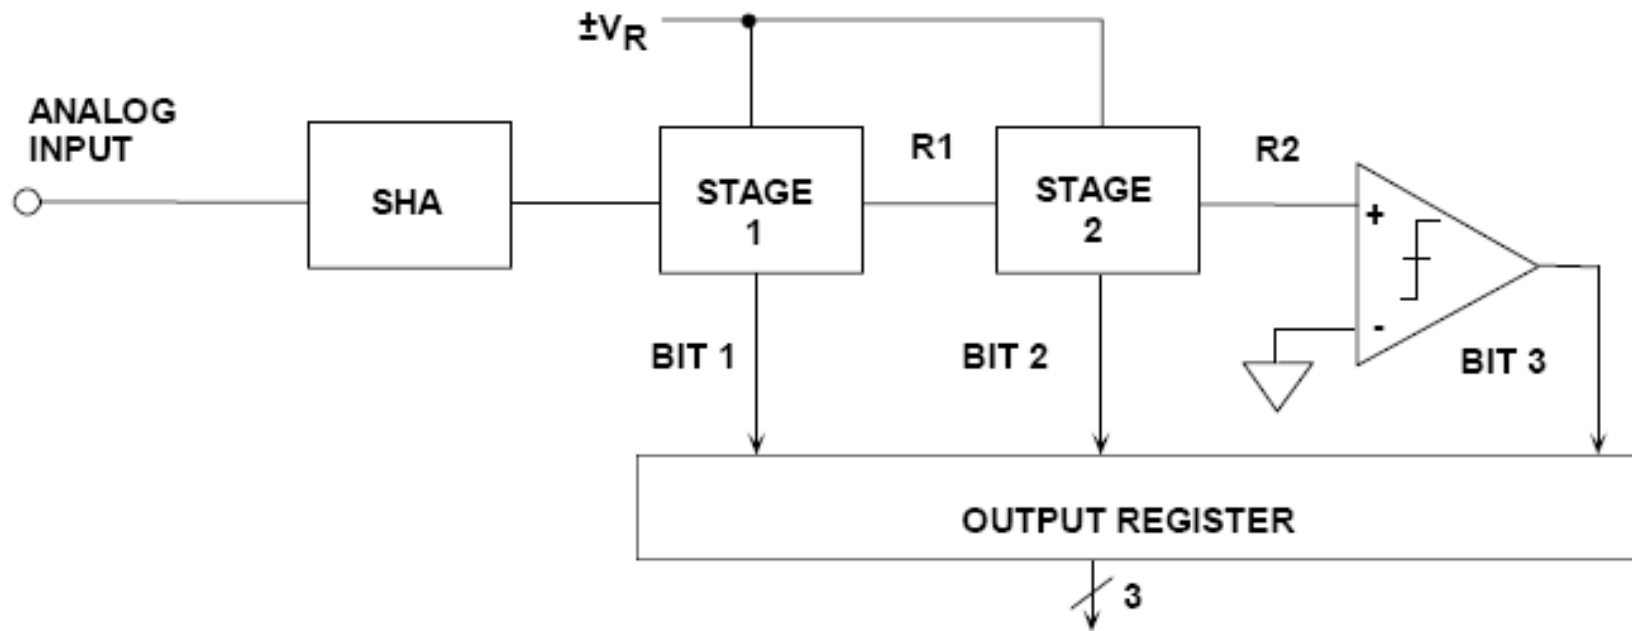 ±VR
ANALOG
INPUT
SHA
STAGE
1
R1
STAGE
2
R2
+
-
BIT 1
BIT 2
BIT 3
OUTPUT REGISTER
3